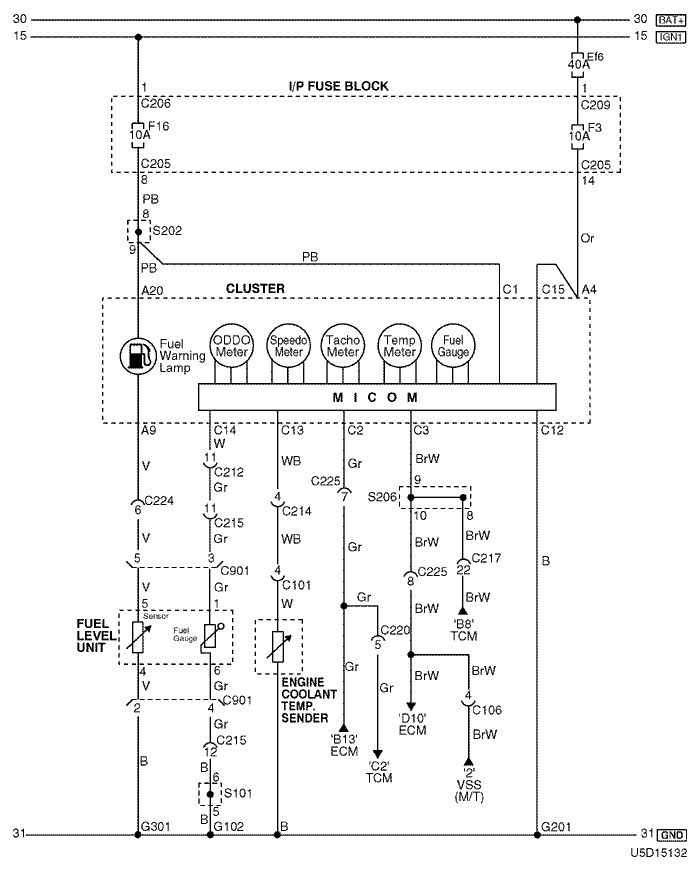 30
30 BAT+
15
15 IGN1
Ef6
40A
I/P FUSE BLOCK
1
1
C206
C209
F16
10A
F3
10A
C205
C205
8
14
PB
8
S202
9
Or
PB
PB
A20
CLUSTER
C1
C15
A4
Fuel
Warning
Lamp
ODDO
Meter
Speedo
Meter
Tacho
Meter
Temp
Meter
Fuel
Gauge
M I C O M
A9
C14
C13
C2
C3
C12
W
11
C212
WB
Gr
BrW
V
Gr
C225
7
9
S206
10
8
C224
6
11
C215
4
C214
V
Gr
WB
Gr
BrW
BrW
B
5
3
C901
4
C101
C225
8
C217
22
V
Gr
W
Gr
BrW
BrW
5
1
'B8'
TCM
FUEL
LEVEL
UNIT
Sensor
Fuel
Gauge
C220
5
4
6
Gr
Gr
BrW
BrW
V
Gr
ENGINE
COOLANT
TEMP.
SENDER
C901
2
4
4
C106
Gr
'D10'
ECM
BrW
C215
12
'B13'
ECM
'C2'
TCM
'2'
VSS
(M/T)
B
B
6
S101
5
B
31
G301
G102
B
G201
31 GND
U5D15132